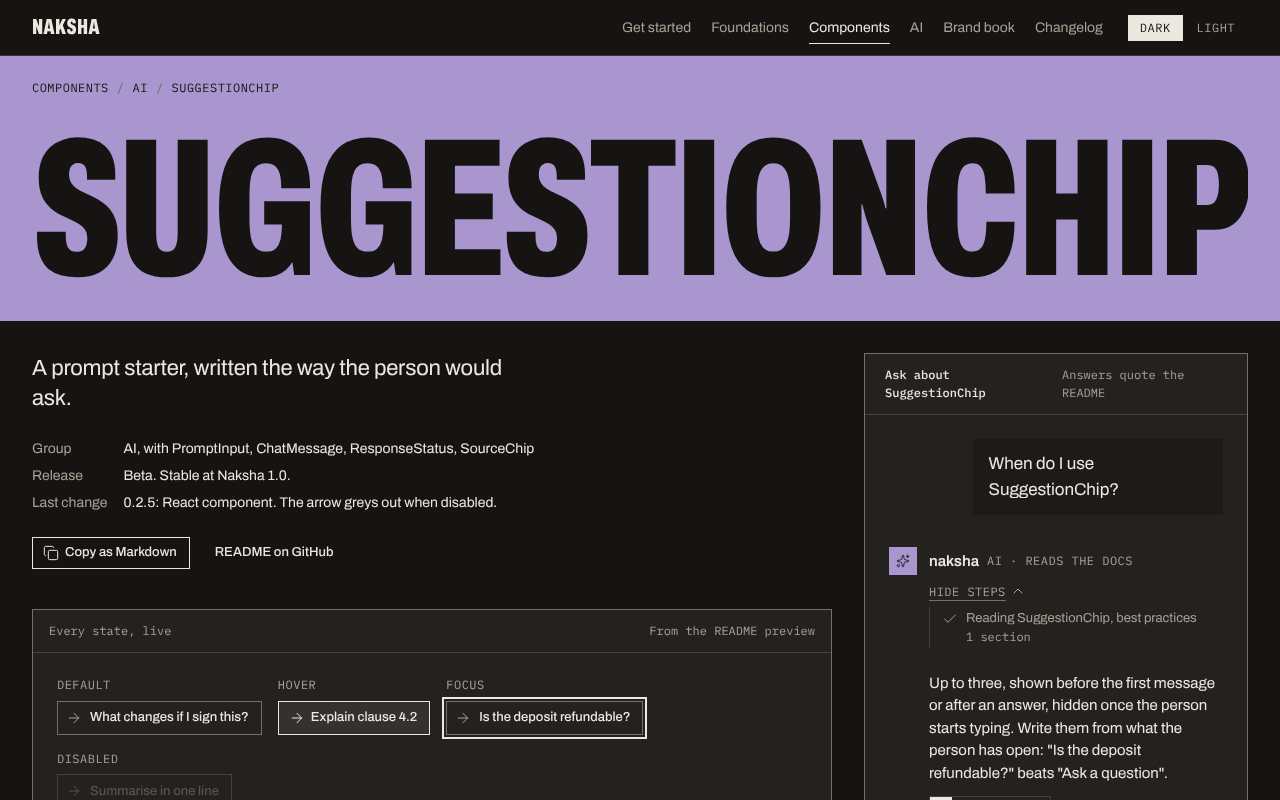 NAKSHA
Get started Foundations Components AI Brand book Changelog DARK LIGHT
COMPONENTS / AI / SUGGESTIONCHIP
SUGGESTIONCHIP
A prompt starter, written the way the person would
ask.
Group AI, with PromptInput, ChatMessage, ResponseStatus, SourceChip
Release Beta. Stable at Naksha 1.0.
Last change 0.2.5: React component. The arrow greys out when disabled.
Copy as Markdown README on GitHub
Every state, live From the README preview
DEFAULT HOVER FOCUS
What changes if I sign this? Explain clause 4.2 Is the deposit refundable?
DISABLED
Summarise in one line
Ask about
SuggestionChip
Answers quote the
README
When do I use
SuggestionChip?
naksha AI · READS THE DOCS
HIDE STEPS
Reading SuggestionChip, best practices
1 section
Up to three, shown before the first message
or after an answer, hidden once the person
starts typing. Write them from what the
person has open: "Is the deposit
refundable?" beats "Ask a question".